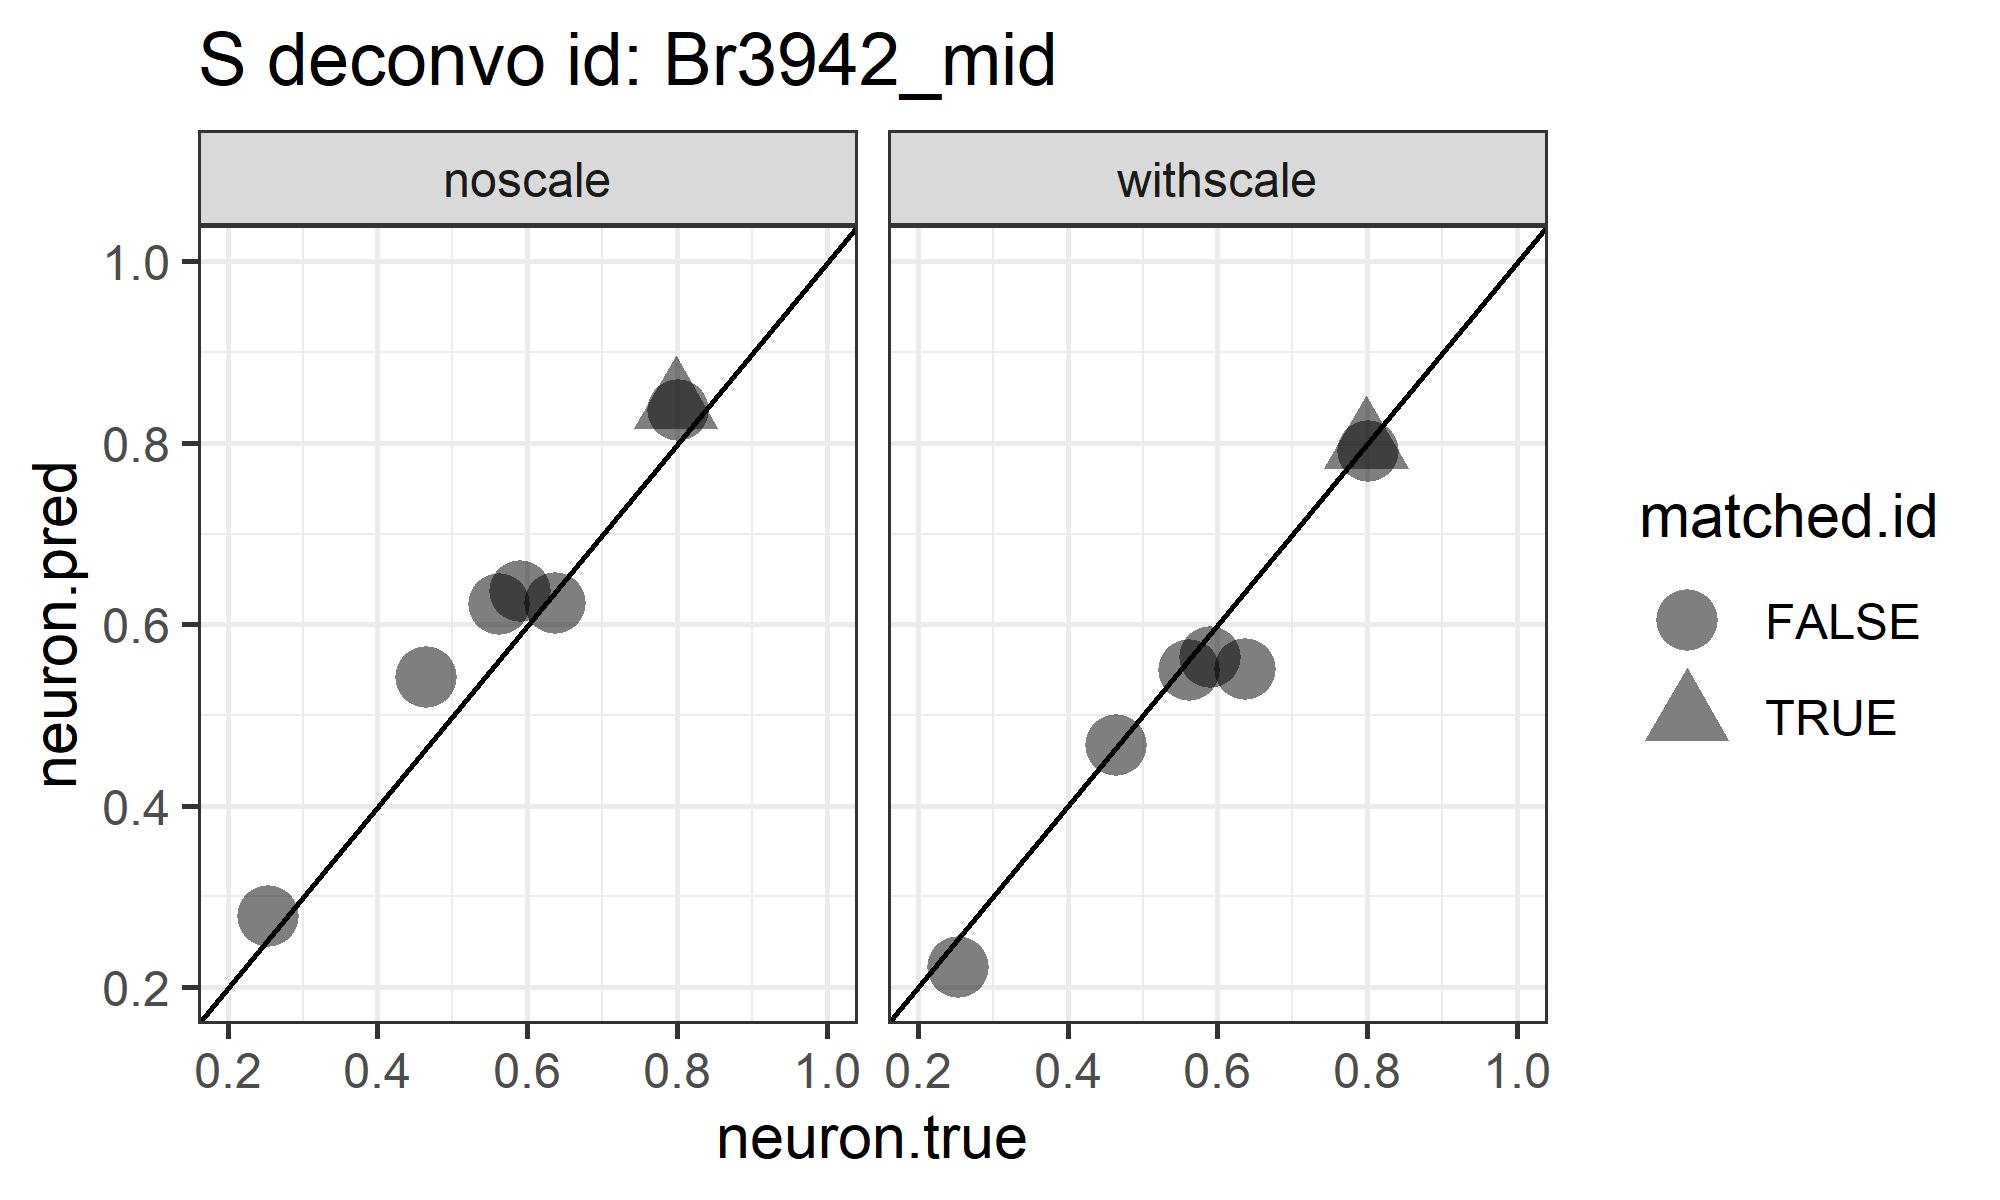 S deconvo id: Br3942_mid
noscale withscale
neuron.pred
1.0
0.8
0.6
0.4
0.2
0.2 0.4 0.6 0.8 1.0 0.2 0.4 0.6 0.8 1.0
neuron.true
matched.id
FALSE
TRUE